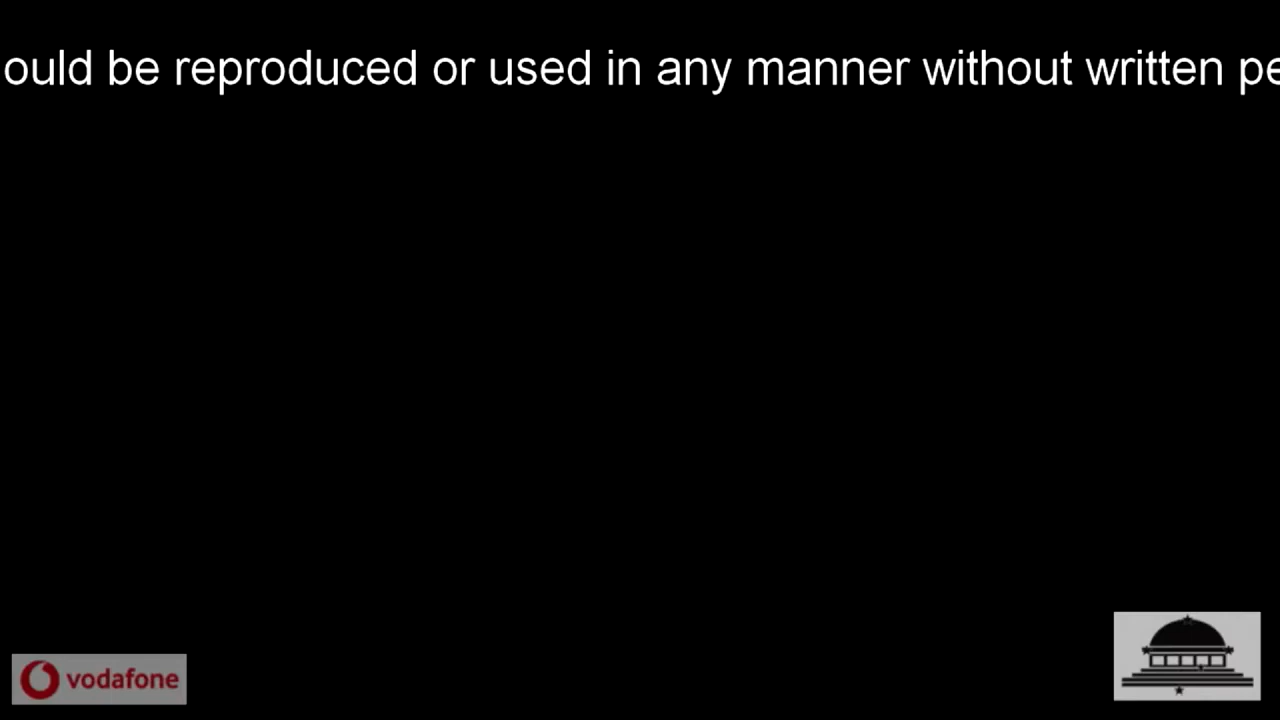 ould be reproduced or used in any manner without written pe
vodafone